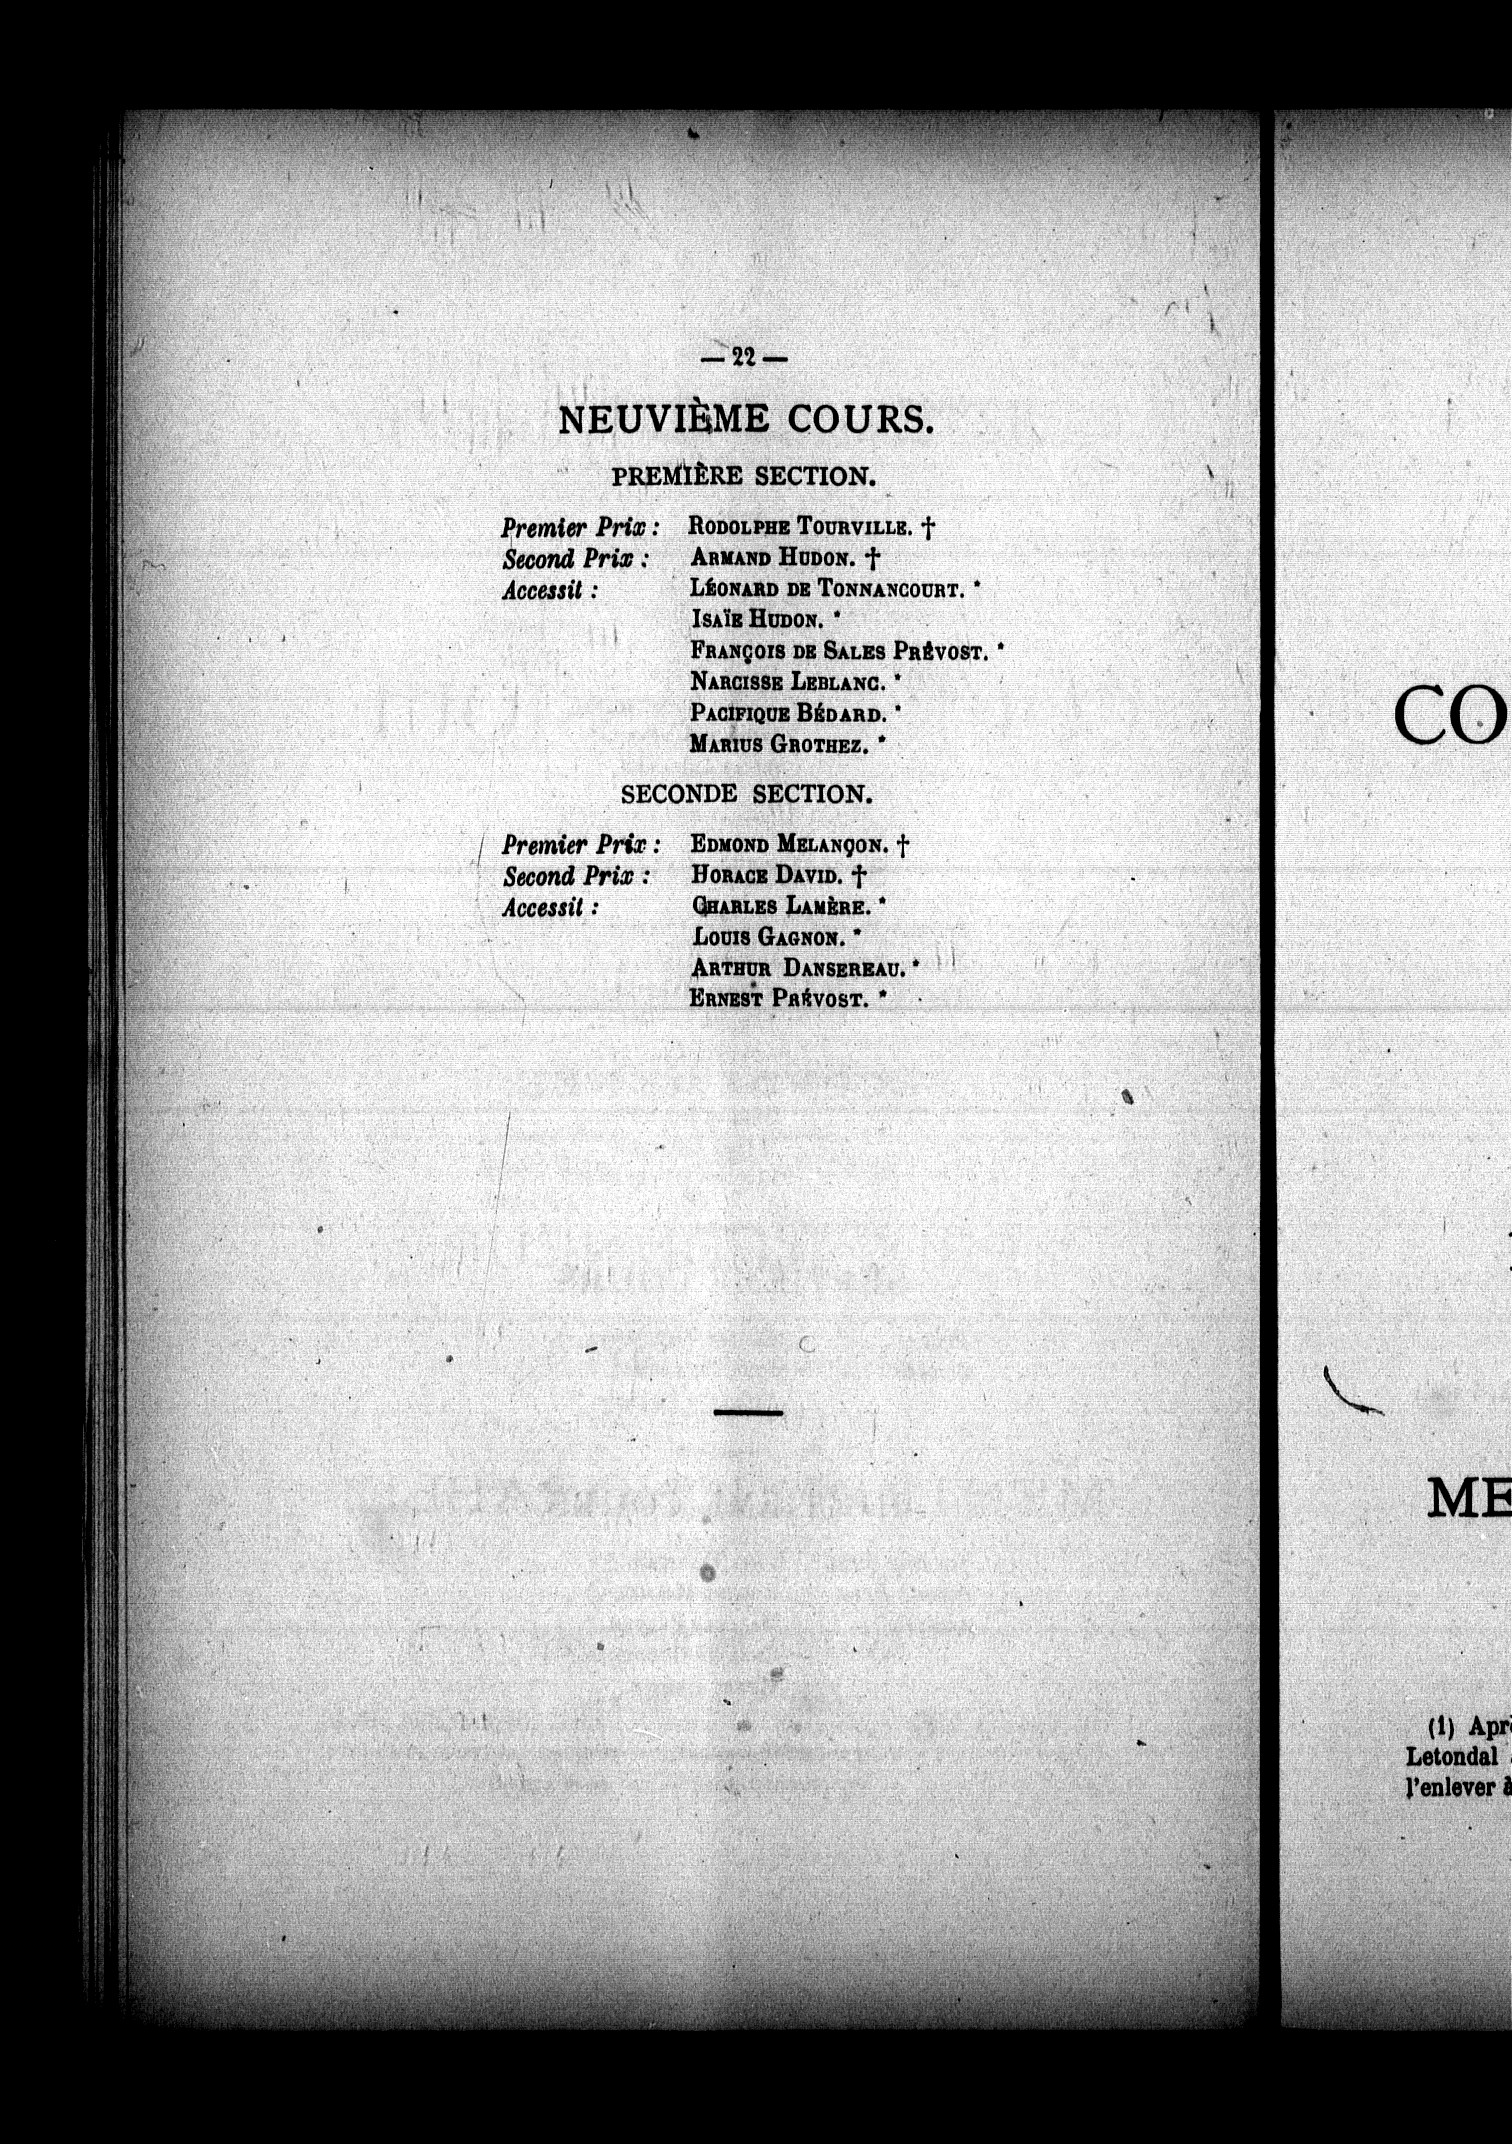 — 22 —
NEUVIÈME COURS.
PREMIÈRE SECTION.
Premier Prix : RODOLPHE TOURVILLE. †
Second Prix : ARMAND HUDON. †
Accessit : LÉONARD DE TONNANCOURT. *
ISAÏE HUDON. *
FRANÇOIS DE SALES PRÉVOST. *
NARCISSE LEBLANC. *
PACIFIQUE BÉDARD. *
MARIUS GROTHEZ. *
SECONDE SECTION.
Premier Prix : EDMOND MELANÇON. †
Second Prix : HORACE DAVID. †
Accessit : CHARLES LAMÈRE. *
LOUIS GAGNON. *
ARTHUR DANSEREAU. *
ERNEST PRÉVOST. *
CO
ME
(1) Apr
Letondal
l'enlever à